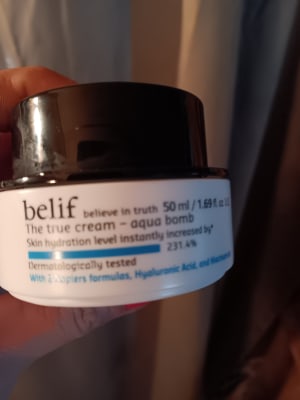 belif believe in truth 50 ml / 1.69 fl. oz.
The true cream – aqua bomb
Skin hydration level instantly increased by*
231.4%
Dermatologically tested
With formulas, Hyaluronic Acid, and